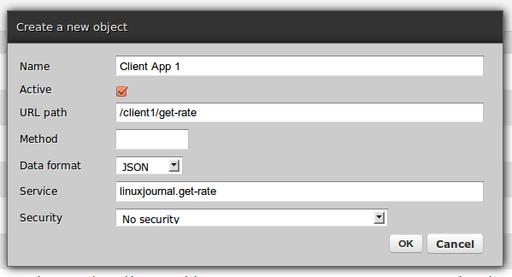 Create a new object
Name Client App 1
Active
URL path /client1/get-rate
Method
Data format JSON
Service linuxjournal.get-rate
Security No security
OK Cancel